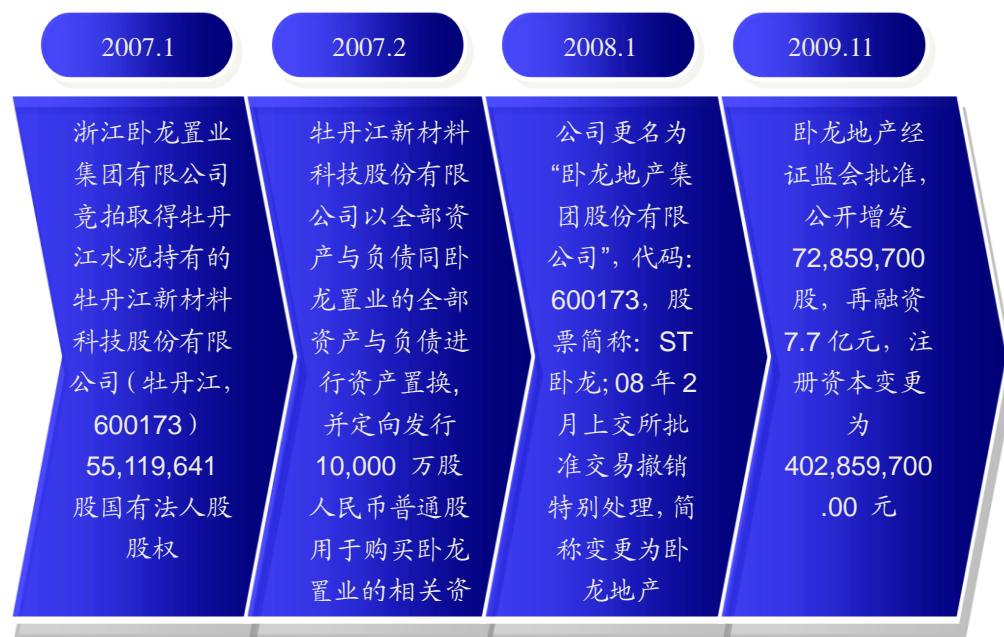 2007.1
浙江卧龙置业
集团有限公司
竞拍取得牡丹
江水泥持有的
牡丹江新材料
科技股份有限
公司（牡丹江，
600173）
55,119,641
股国有法人股
股权
2007.2
牡丹江新材料
科技股份有限
公司以全部资
产与负债同卧
龙置业的全部
资产与负债进
行资产置换，
并定向发行
10,000 万股
人民币普通股
用于购买卧龙
置业的相关资
2008.1
公司更名为
“卧龙地产集
团股份有限
公司”，代码：
600173，股
票简称：ST
卧龙；08 年 2
月上交所批
准交易撤销
特别处理，简
称变更为卧
龙地产
2009.11
卧龙地产经
证监会批准，
公开增发
72,859,700
股，再融资
7.7 亿元，注
册资本变更
为
402,859,700
.00 元